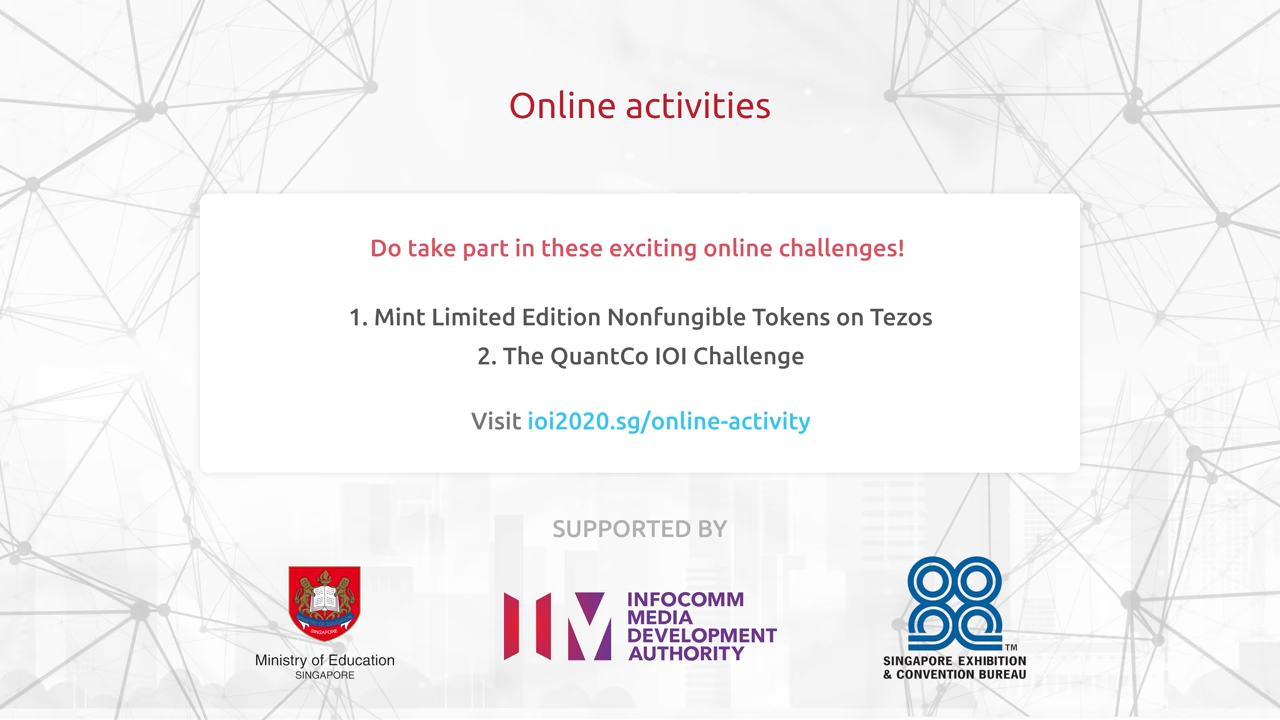 Online activities
Do take part in these exciting online challenges!
1. Mint Limited Edition Nonfungible Tokens on Tezos
2. The QuantCo IOI Challenge
Visit ioi2020.sg/online-activity
SUPPORTED BY
SINGAPORE
Ministry of Education
SINGAPORE
INFOCOMM
MEDIA
DEVELOPMENT
AUTHORITY
TM
SINGAPORE EXHIBITION
& CONVENTION BUREAU